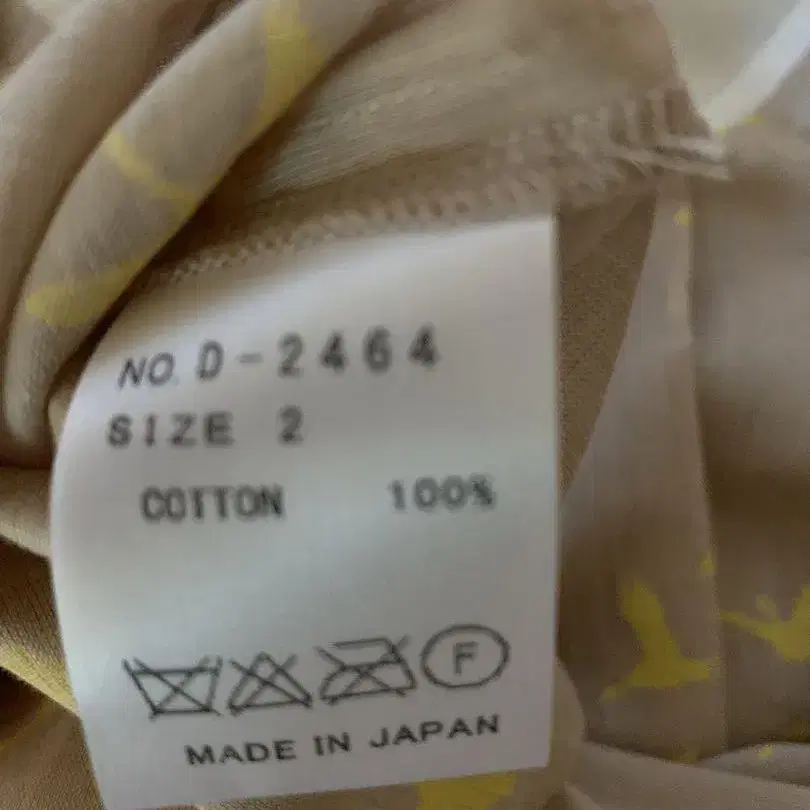 NO. D-2464
SIZE 2
COTTON 100%
F
MADE IN JAPAN